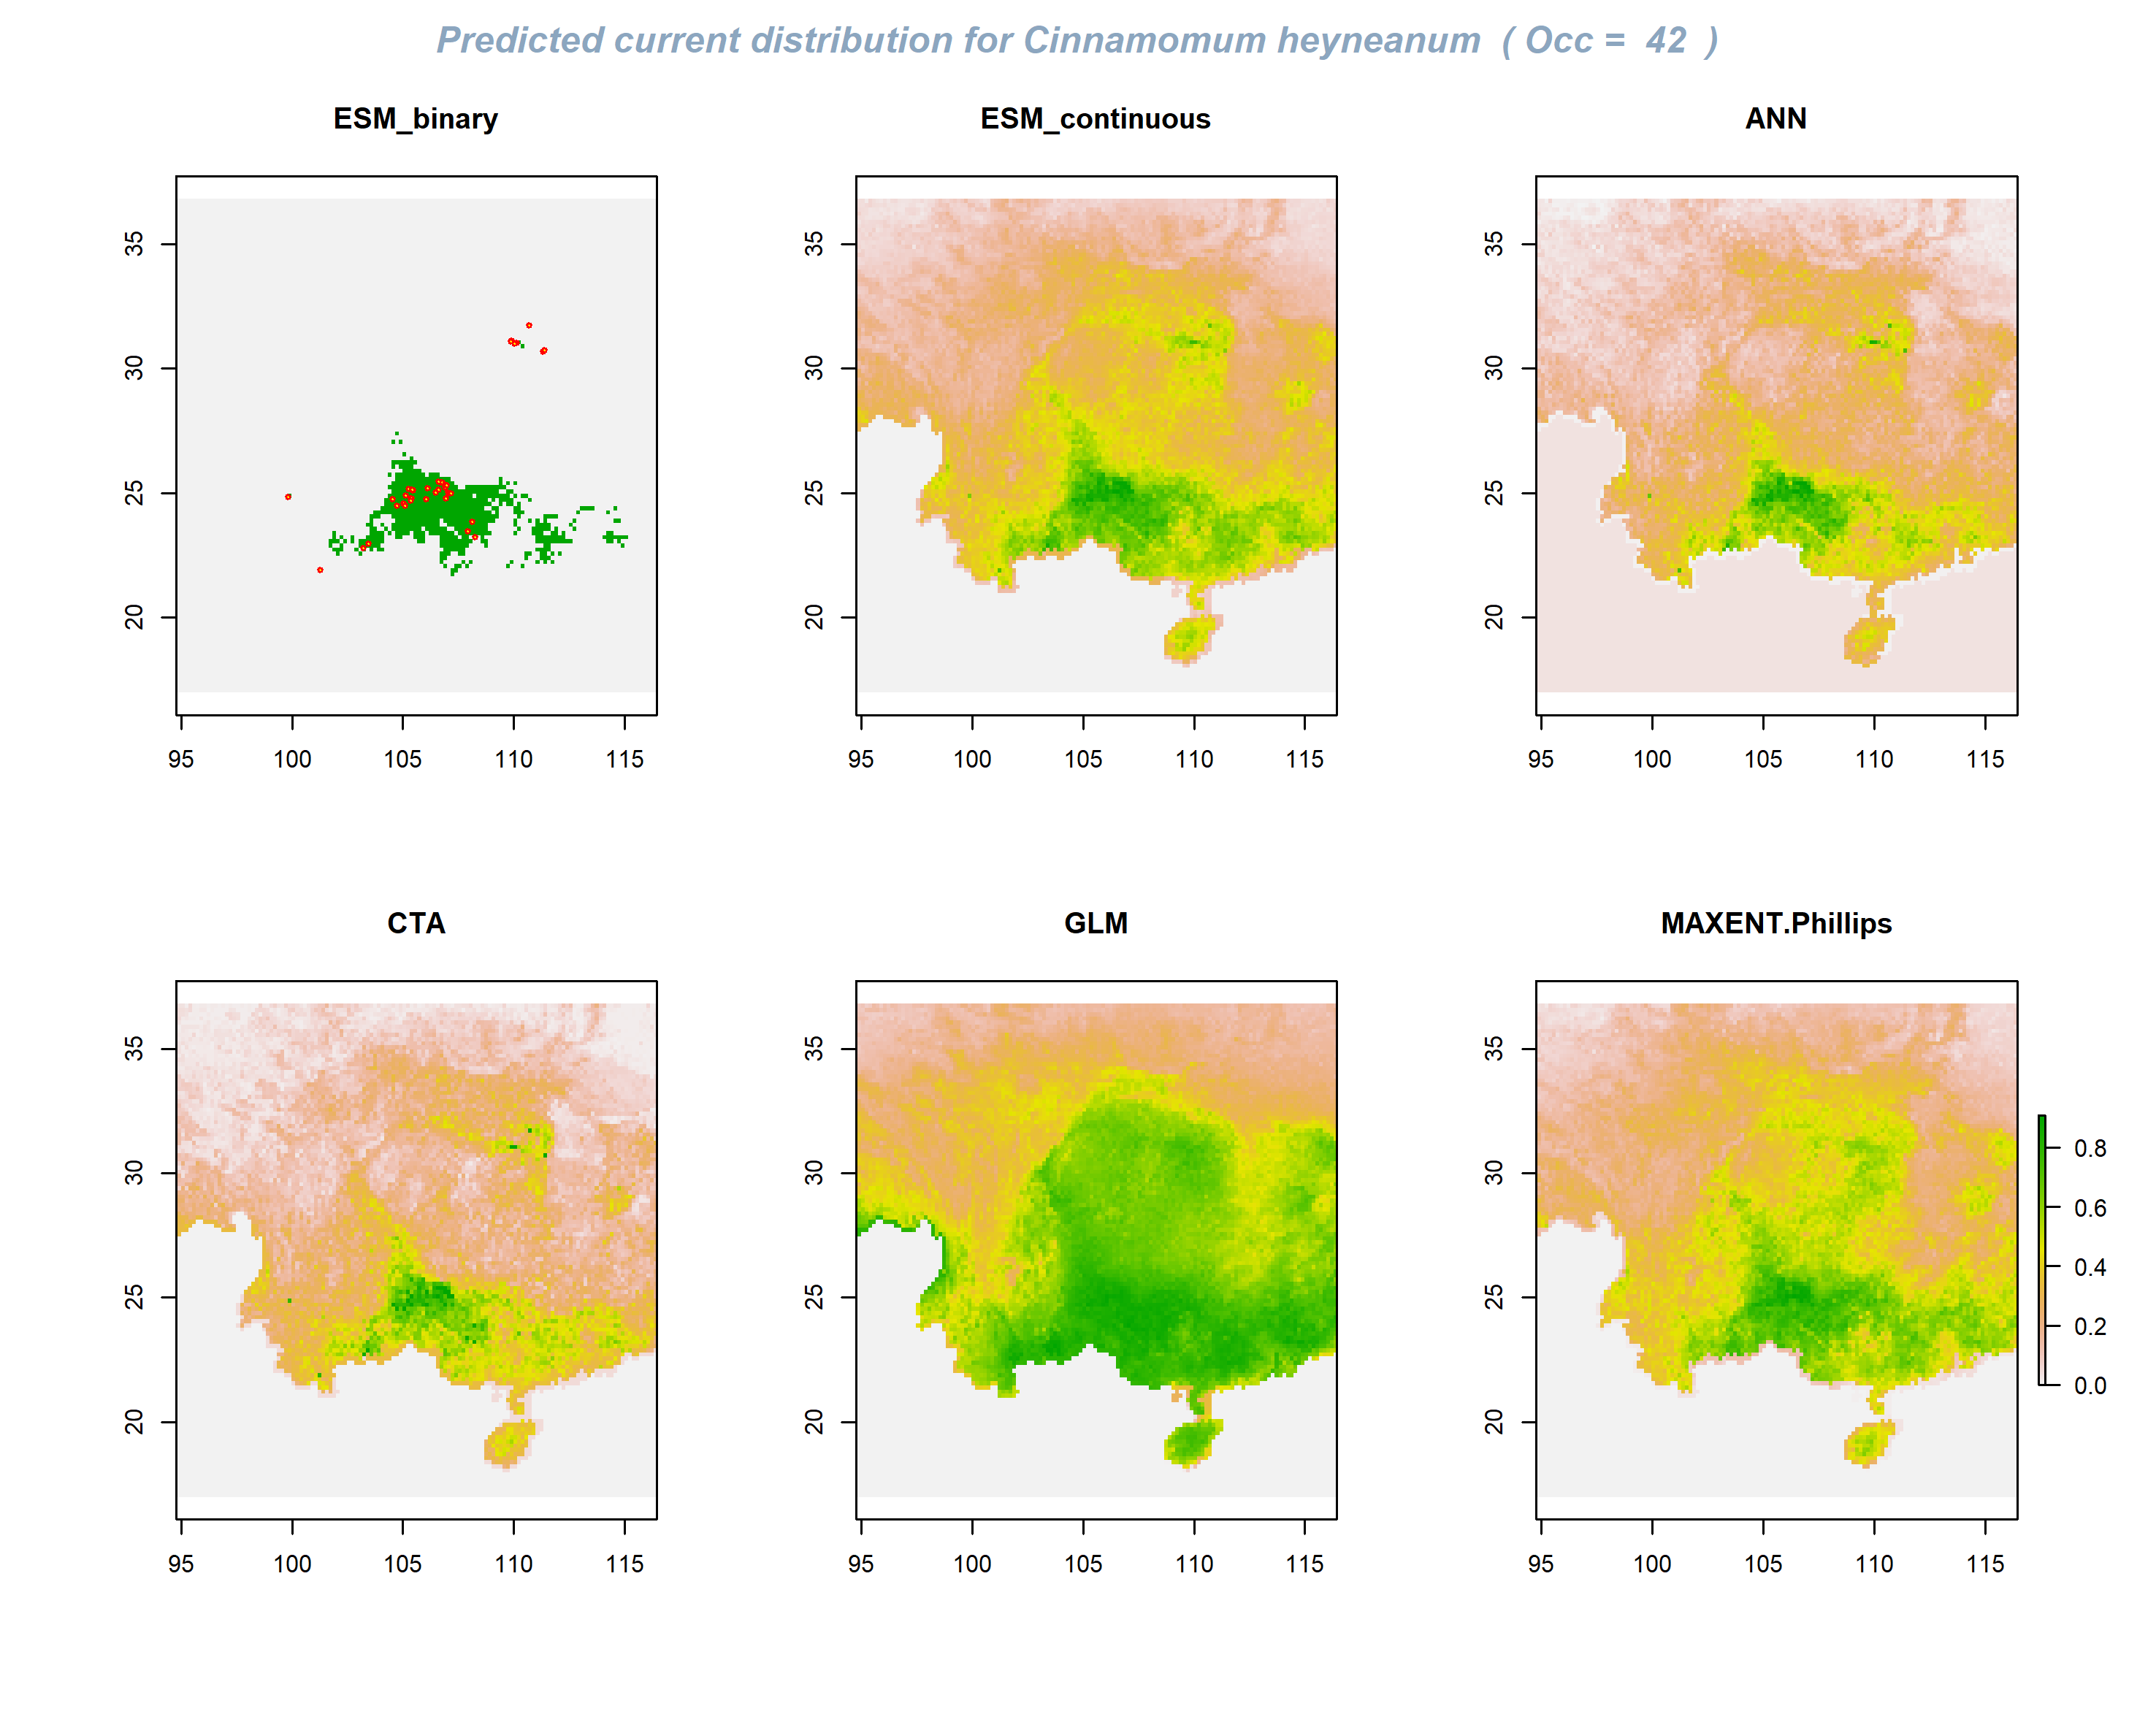 Predicted current distribution for Cinnamomum heyneanum ( Occ = 42 )
ESM_binary
ESM_continuous
ANN
35
30
25
20
95 100 105 110 115
35
30
25
20
95 100 105 110 115
35
30
25
20
95 100 105 110 115
CTA
GLM
MAXENT.Phillips
35
30
25
20
95 100 105 110 115
35
30
25
20
95 100 105 110 115
35
30
25
20
95 100 105 110 115
0.8
0.6
0.4
0.2
0.0